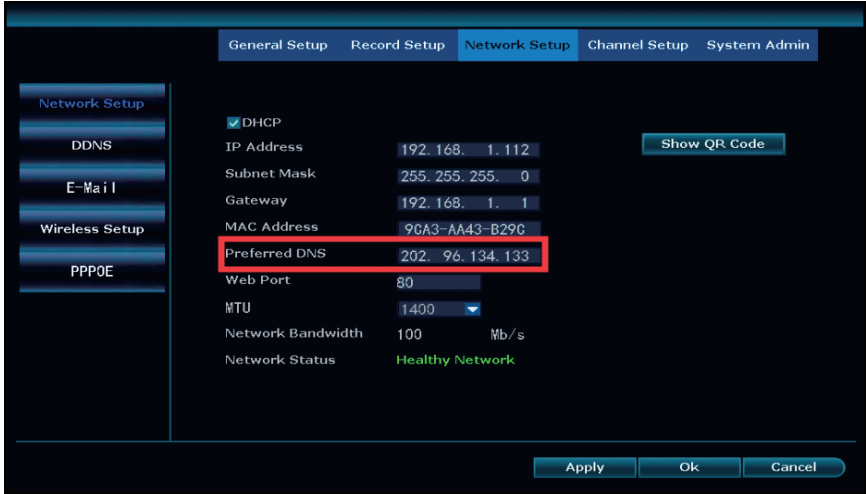 General Setup Record Setup Network Setup Channel Setup System Admin
Network Setup
DDNS
E-Mail
Wireless Setup
PPPOE
DHCP
IP Address 192.168. 1.112
Show QR Code
Subnet Mask 255.255.255. 0
Gateway 192.168. 1. 1
MAC Address 9CA3-AA43-B29C
Preferred DNS 202. 96.134.133
Web Port 80
MTU 1400
Network Bandwidth 100 Mb/s
Network Status Healthy Network
Apply Ok Cancel